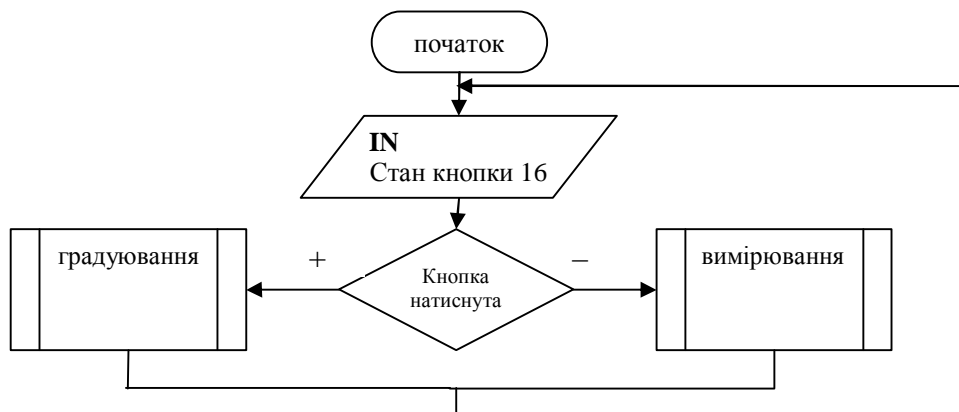 початок
IN
Стан кнопки 16
градуювання
+
Кнопка
натиснута
–
вимірювання